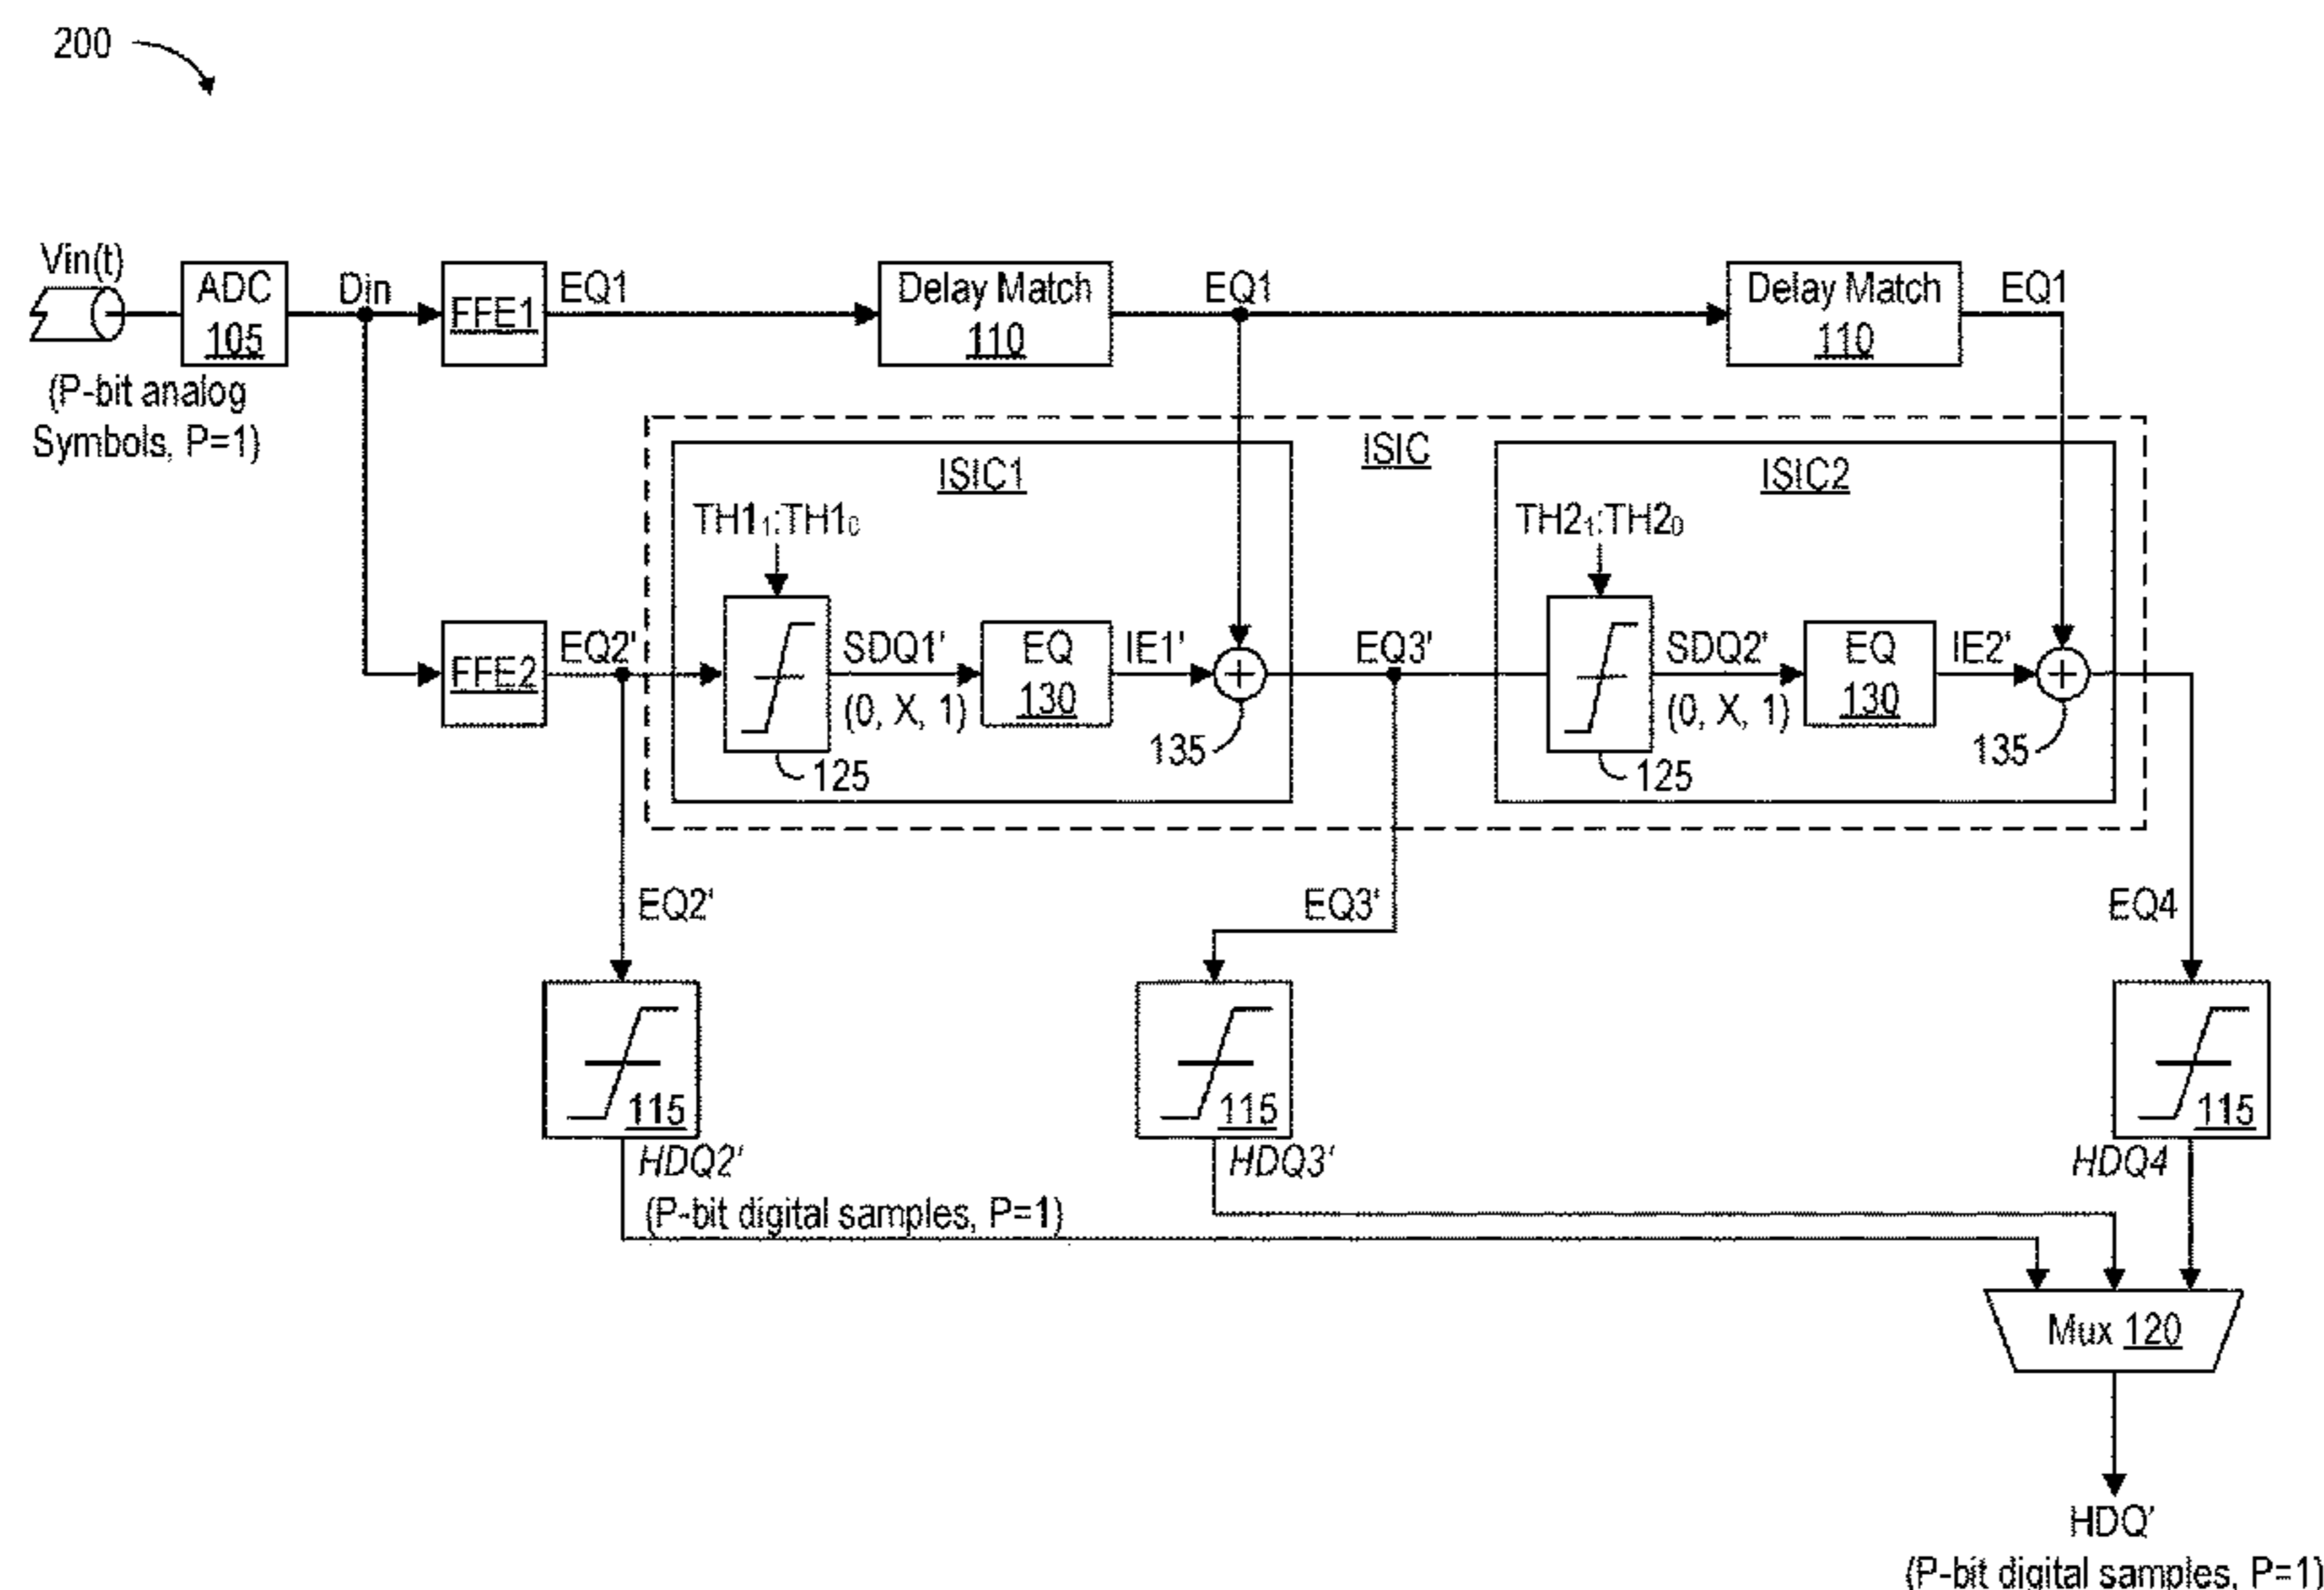 200
Vin(t)
ADC
105
(P-bit analog
Symbols, P=1)
Din
FFE1
EQ1
Delay Match
110
EQ1
Delay Match
110
EQ1
ISIC
ISIC1
TH1₁:TH1₀
FFE2
EQ2'
125
SDQ1'
(0, X, 1)
EQ
130
IE1'
135
EQ3'
ISIC2
TH2₁:TH2₀
125
SDQ2'
(0, X, 1)
EQ
130
IE2'
135
EQ2'
EQ3'
EQ4
115
115
115
HDQ2'
(P-bit digital samples, P=1)
HDQ3'
HDQ4
Mux 120
HDQ'
(P-bit digital samples, P=1)